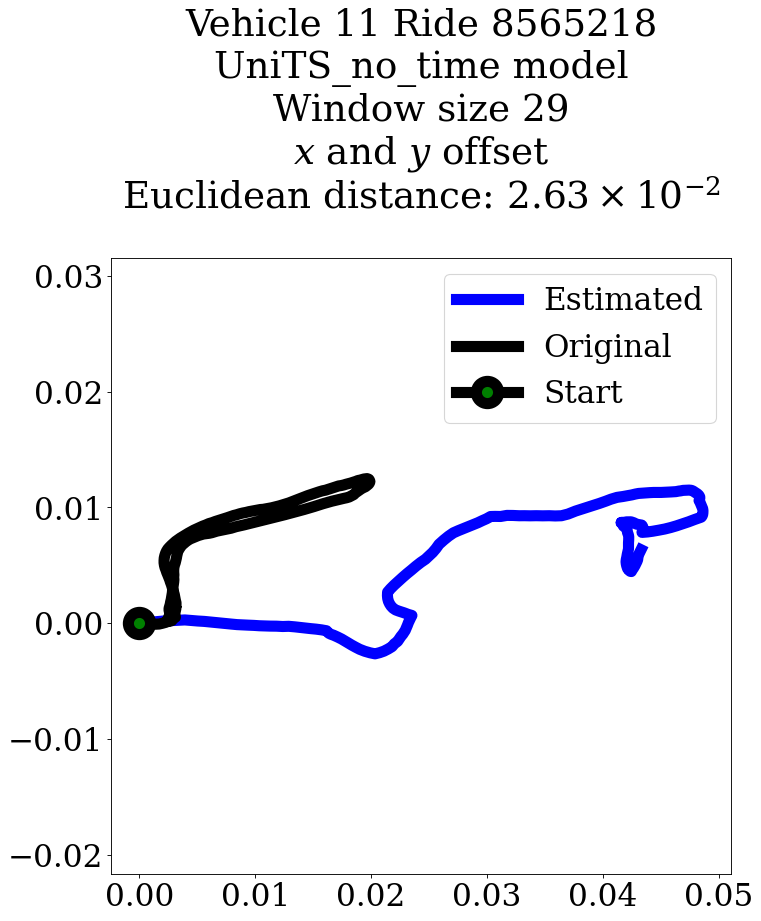 Vehicle 11 Ride 8565218
UniTS_no_time model
Window size 29
x and y offset
Euclidean distance: 2.63 × 10⁻²
0.03
0.02
0.01
0.00
−0.01
−0.02
Estimated
Original
Start
0.00 0.01 0.02 0.03 0.04 0.05